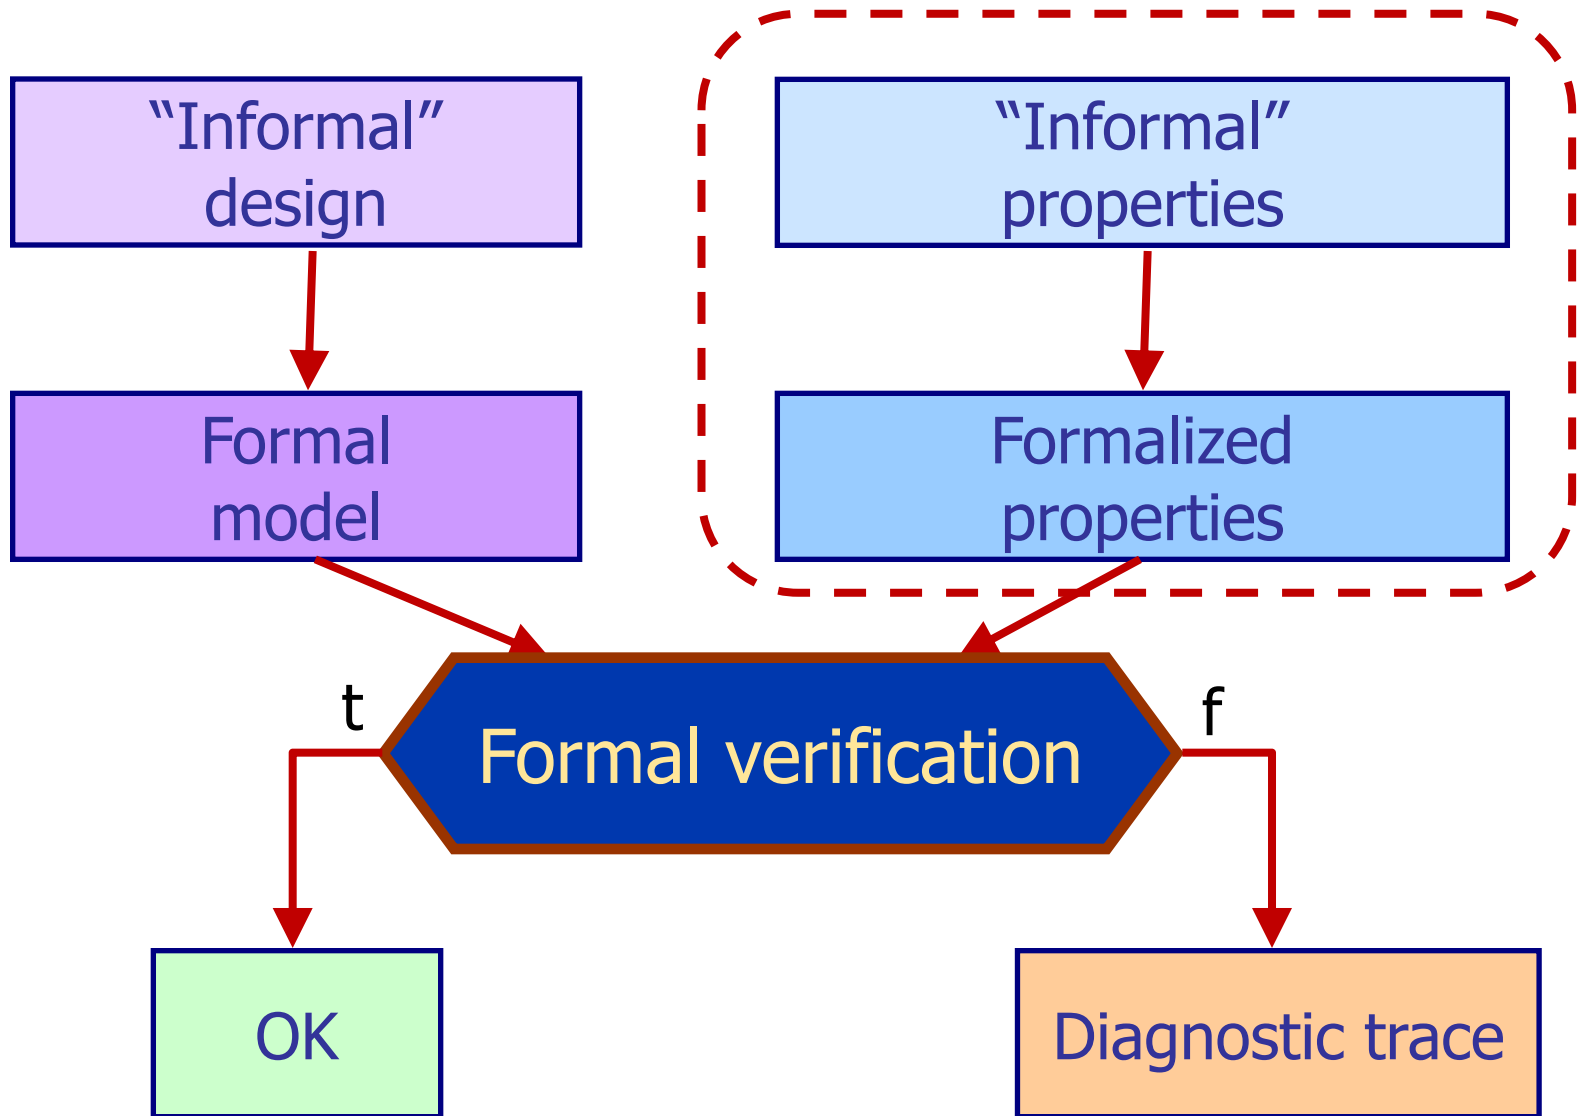 “Informal”
design
“Informal”
properties
Formal
model
Formalized
properties
t
f
Formal verification
OK
Diagnostic trace